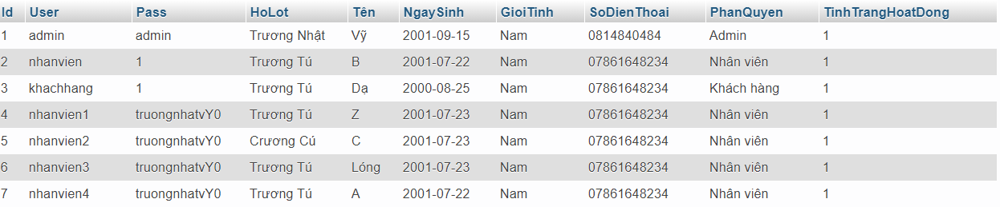 Id User Pass HoLot Tên NgaySinh GioiTinh SoDienThoai PhanQuyen TinhTrangHoatDong
1 admin admin Trương Nhật Vỹ 2001-09-15 Nam 0814840484 Admin 1
2 nhanvien 1 Trương Tú B 2001-07-22 Nam 07861648234 Nhân viên 1
3 khachhang 1 Trương Tú Dạ 2000-08-25 Nam 07861648234 Khách hàng 1
4 nhanvien1 truongnhatvY0 Trương Tú Z 2001-07-23 Nam 07861648234 Nhân viên 1
5 nhanvien2 truongnhatvY0 Crương Cú C 2001-07-23 Nam 07861648234 Nhân viên 1
6 nhanvien3 truongnhatvY0 Trương Tú Lóng 2001-07-23 Nam 07861648234 Nhân viên 1
7 nhanvien4 truongnhatvY0 Trương Tú A 2001-07-22 Nam 07861648234 Nhân viên 1